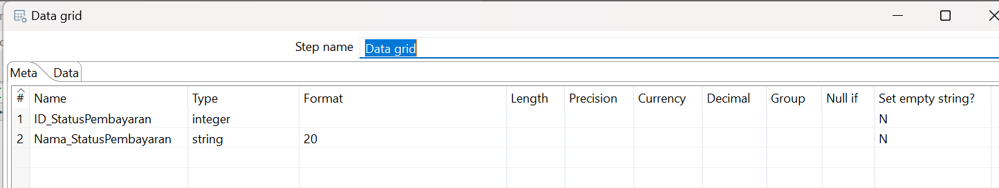 Data grid
Step name Data grid
Meta Data
# Name Type Format Length Precision Currency Decimal Group Null if Set empty string?
1 ID_StatusPembayaran integer N
2 Nama_StatusPembayaran string 20 N